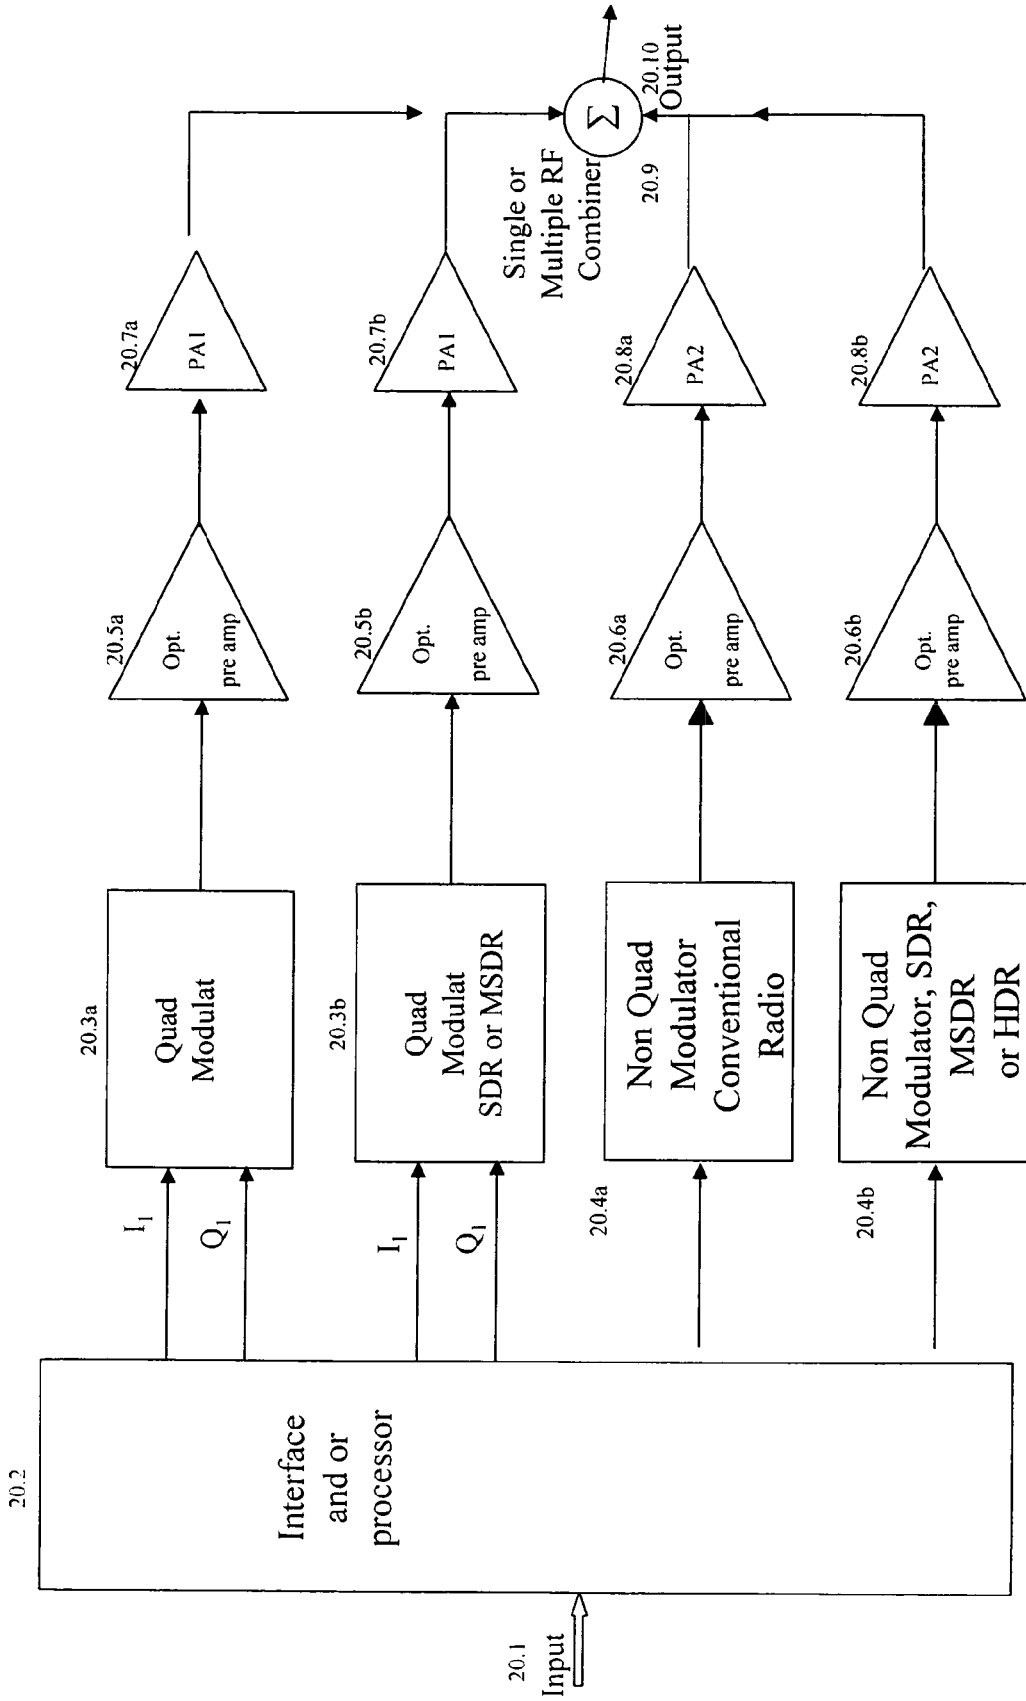 20.1
Input
20.2
Interface
and or
processor
I1
Q1
I1
Q1
20.3a
Quad
Modulat
20.3b
Quad
Modulat
SDR or MSDR
20.4a
Non Quad
Modulator
Conventional
Radio
20.4b
Non Quad
Modulator, SDR,
MSDR
or HDR
20.5a
Opt.
pre amp
20.5b
Opt.
pre amp
20.6a
Opt.
pre amp
20.6b
Opt.
pre amp
20.7a
PA1
20.7b
PA1
20.8a
PA2
20.8b
PA2
Single or
Multiple RF
Combiner
20.9
Σ
20.10
Output